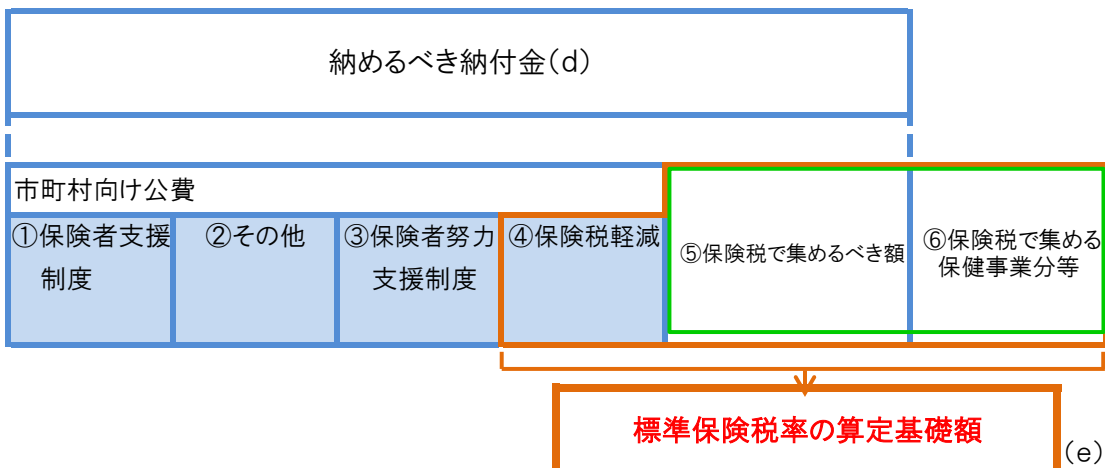 納めるべき納付金(d)
市町村向け公費
①保険者支援
制度
②その他
③保険者努力
支援制度
④保険税軽減
⑤保険税で集めるべき額
⑥保険税で集める
保健事業分等
標準保険税率の算定基礎額
(e)